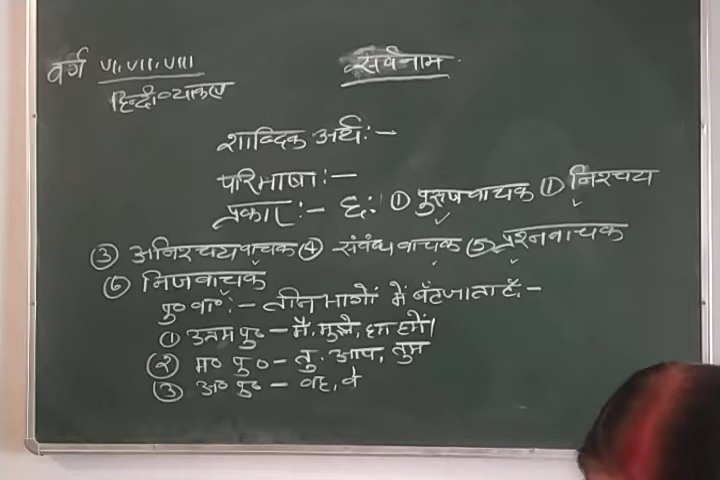 वर्ग VI, VII, VIII
सर्वनाम
हिन्दी व्याकरण
शाब्दिक अर्थ:-
परिभाषा:-
प्रकार:- छ: ① पुरुषवाचक ① निश्चय
③ अनिश्चयवाचक ④ संबंधवाचक ⑤ प्रश्नवाचक
⑥ निजवाचक
पु० वा०:- तीन भागों में बँट जाता है:-
① उत्तम पु० - मैं, मुझे, हम हमें।
② म० पु० - तु, आप, तुम
③ अ० पु० - वह, वे